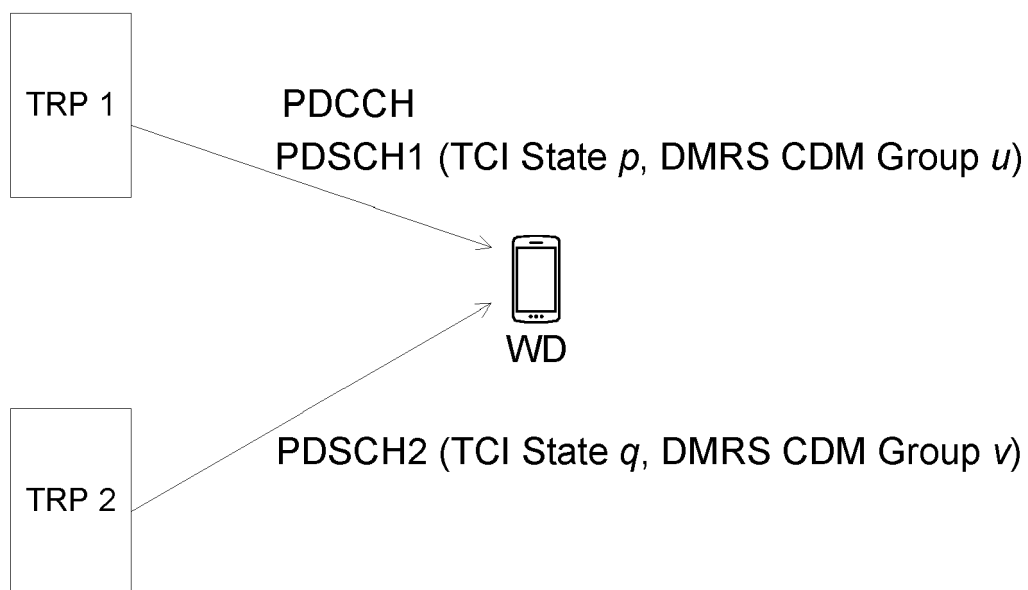 TRP 1
PDCCH
PDSCH1 (TCI State p, DMRS CDM Group u)
WD
PDSCH2 (TCI State q, DMRS CDM Group v)
TRP 2